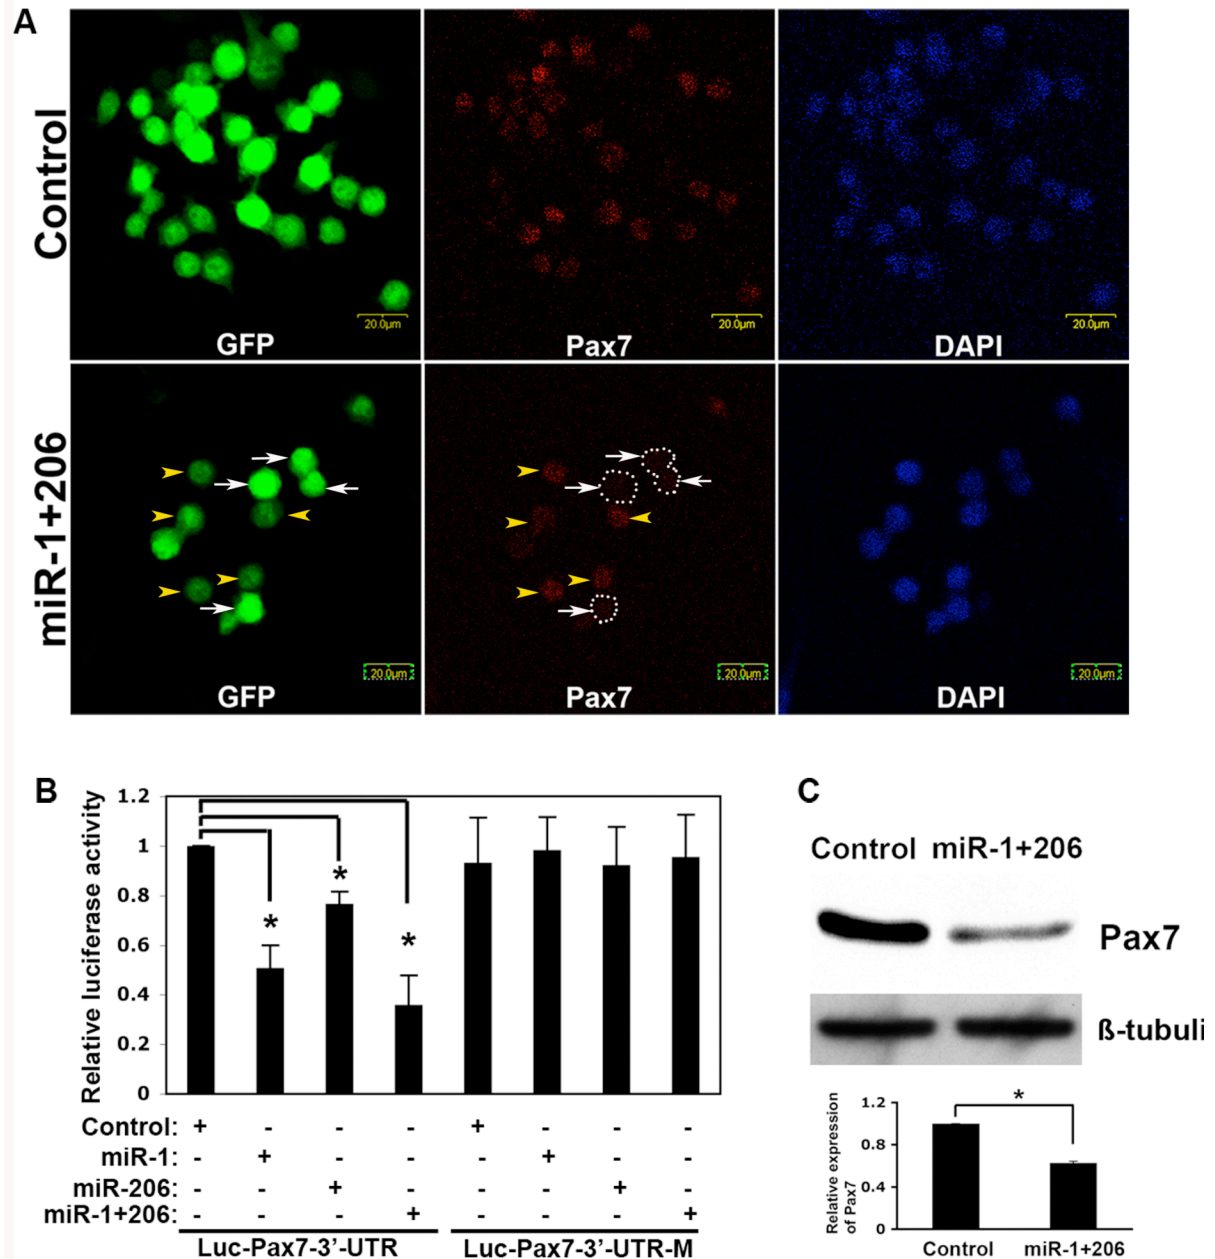 A
Control
GFP
20.0µm
Pax7
20.0µm
DAPI
20.0µm
miR-1+206
GFP
20.0µm
Pax7
20.0µm
DAPI
20.0µm
B
Relative luciferase activity
1.2
1
0.8
0.6
0.4
0.2
0
* * *
Control: + - - - + - - -
miR-1: - + - - - + - -
miR-206: - - + - - - + -
miR-1+206: - - - + - - - +
Luc-Pax7-3'-UTR Luc-Pax7-3'-UTR-M
C
Control miR-1+206
Pax7
ß-tubuli
Relative expression
of Pax7
1.2
0.8
0.4
0
*
Control miR-1+206